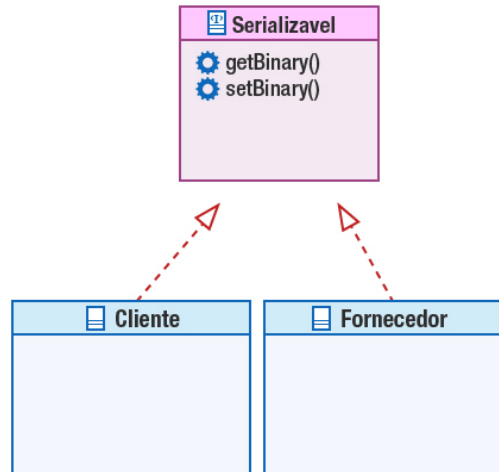 Serializavel
getBinary()
setBinary()
Cliente
Fornecedor